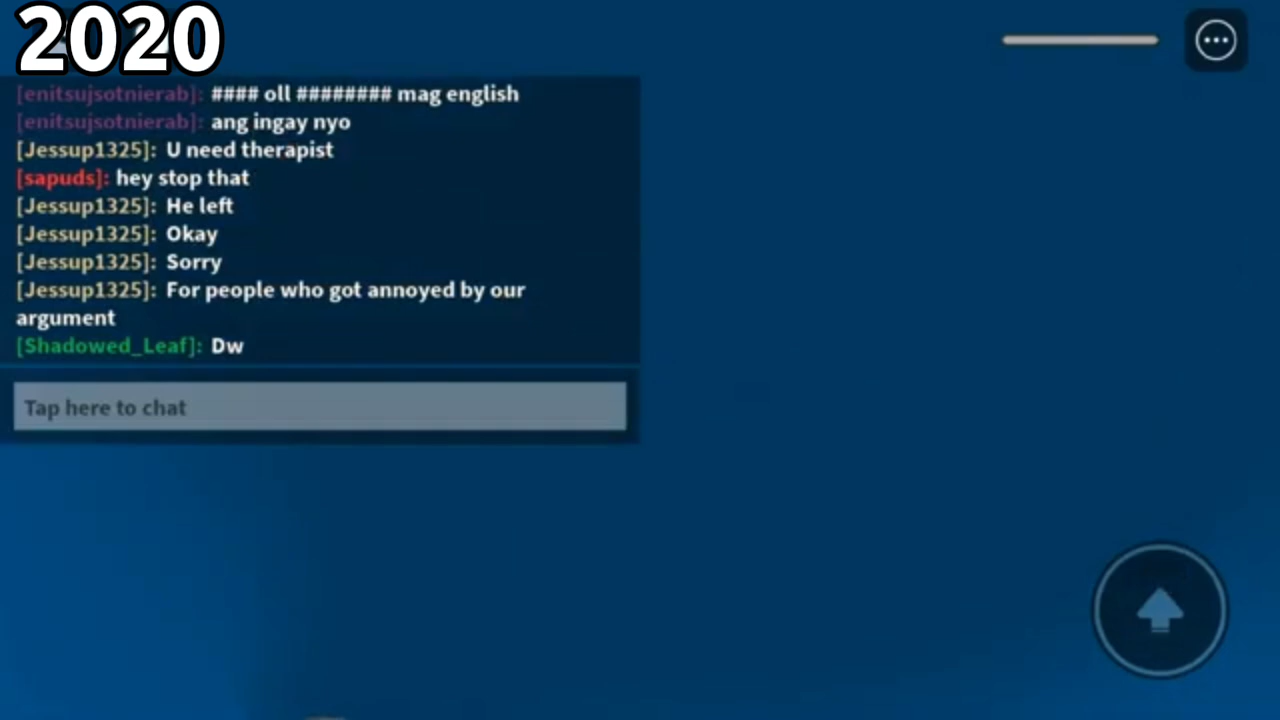 2020
[enitsujsotnierab]: #### oll ######## mag english
[enitsujsotnierab]: ang ingay nyo
[Jessup1325]: U need therapist
[sapuds]: hey stop that
[Jessup1325]: He left
[Jessup1325]: Okay
[Jessup1325]: Sorry
[Jessup1325]: For people who got annoyed by our
argument
[Shadowed_Leaf]: Dw
Tap here to chat